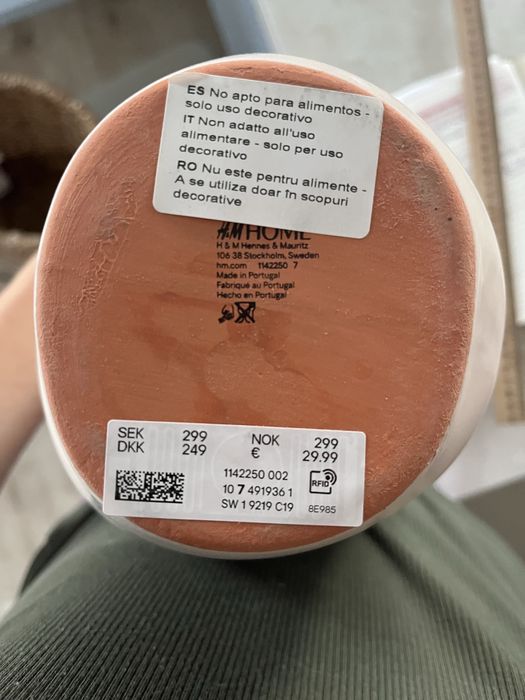 ES No apto para alimentos -
solo uso decorativo
IT Non adatto all'uso
alimentare - solo per uso
decorativo
RO Nu este pentru alimente -
A se utiliza doar în scopuri
decorative
H&M HOME
H & M Hennes & Mauritz
106 38 Stockholm, Sweden
hm.com 1142250 7
Made in Portugal
Fabriqué au Portugal
Hecho en Portugal
SEK 299 NOK 299
DKK 249 € 29.99
1142250 002
10 7 491936 1
SW 1 9219 C19
RFID
8E985